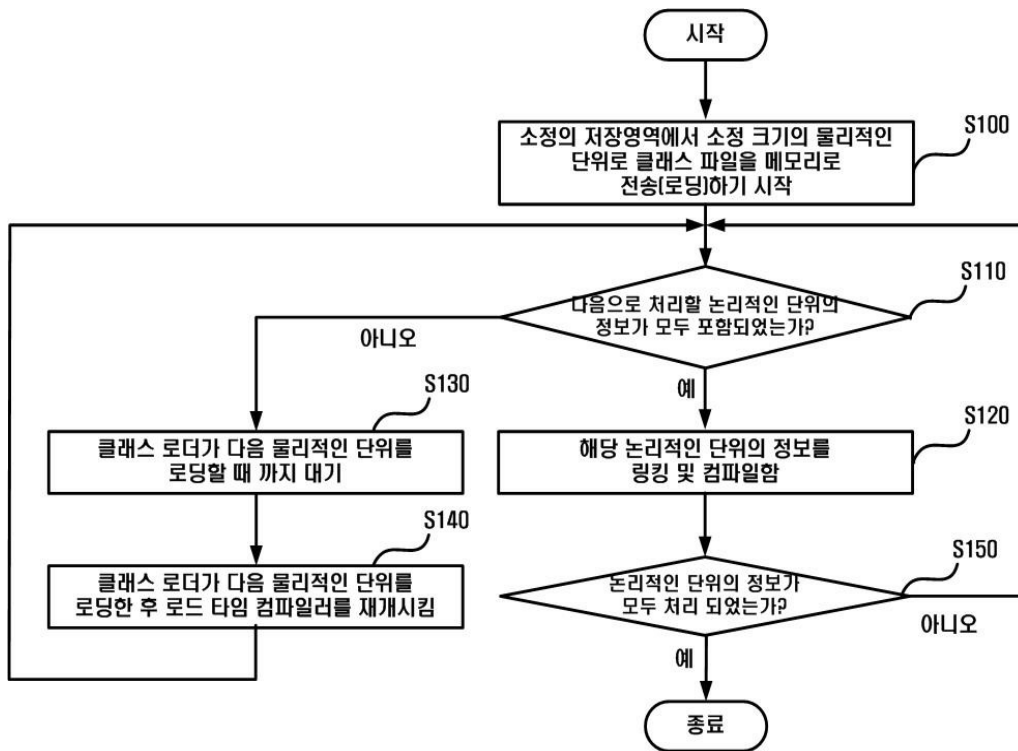 시작
S100
소정의 저장영역에서 소정 크기의 물리적인
단위로 클래스 파일을 메모리로
전송(로딩)하기 시작
S110
다음으로 처리할 논리적인 단위의
정보가 모두 포함되었는가?
아니오
예
S130
클래스 로더가 다음 물리적인 단위를
로딩할 때 까지 대기
S120
해당 논리적인 단위의 정보를
링킹 및 컴파일함
S140
클래스 로더가 다음 물리적인 단위를
로딩한 후 로드 타임 컴파일러를 재개시킴
S150
논리적인 단위의 정보가
모두 처리 되었는가?
아니오
예
종료